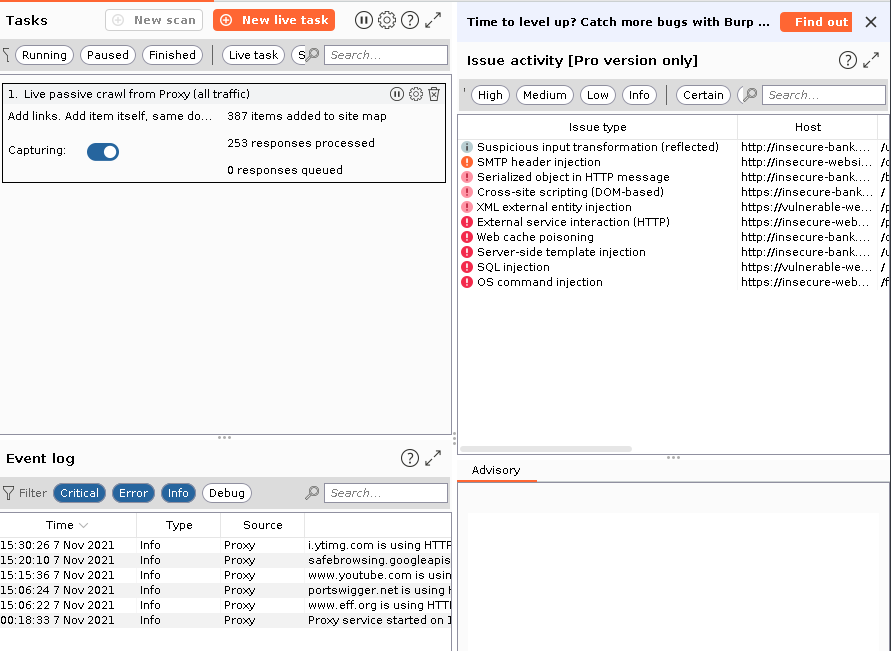 Tasks
New scan
New live task
Running
Paused
Finished
Live task
Search...
1. Live passive crawl from Proxy (all traffic)
Add links. Add item itself, same do...
387 items added to site map
Capturing:
253 responses processed
0 responses queued
Event log
Filter
Critical
Error
Info
Debug
Search...
Time
Type
Source
15:30:26 7 Nov 2021 Info Proxy i.ytimg.com is using HTTP
15:20:10 7 Nov 2021 Info Proxy safebrowsing.googleapis
15:15:36 7 Nov 2021 Info Proxy www.youtube.com is usin
15:06:24 7 Nov 2021 Info Proxy portswigger.net is using
15:06:22 7 Nov 2021 Info Proxy www.eff.org is using HTT
00:18:33 7 Nov 2021 Info Proxy Proxy service started on 1
Time to level up? Catch more bugs with Burp ...
Find out
Issue activity [Pro version only]
High
Medium
Low
Info
Certain
Search...
Issue type
Host
Suspicious input transformation (reflected) http://insecure-bank....
SMTP header injection http://insecure-websi...
Serialized object in HTTP message http://insecure-bank....
Cross-site scripting (DOM-based) https://insecure-bank... /
XML external entity injection https://vulnerable-we...
External service interaction (HTTP) https://insecure-web...
Web cache poisoning http://insecure-bank....
Server-side template injection http://insecure-bank....
SQL injection https://vulnerable-we... /
OS command injection https://insecure-web... /f
Advisory